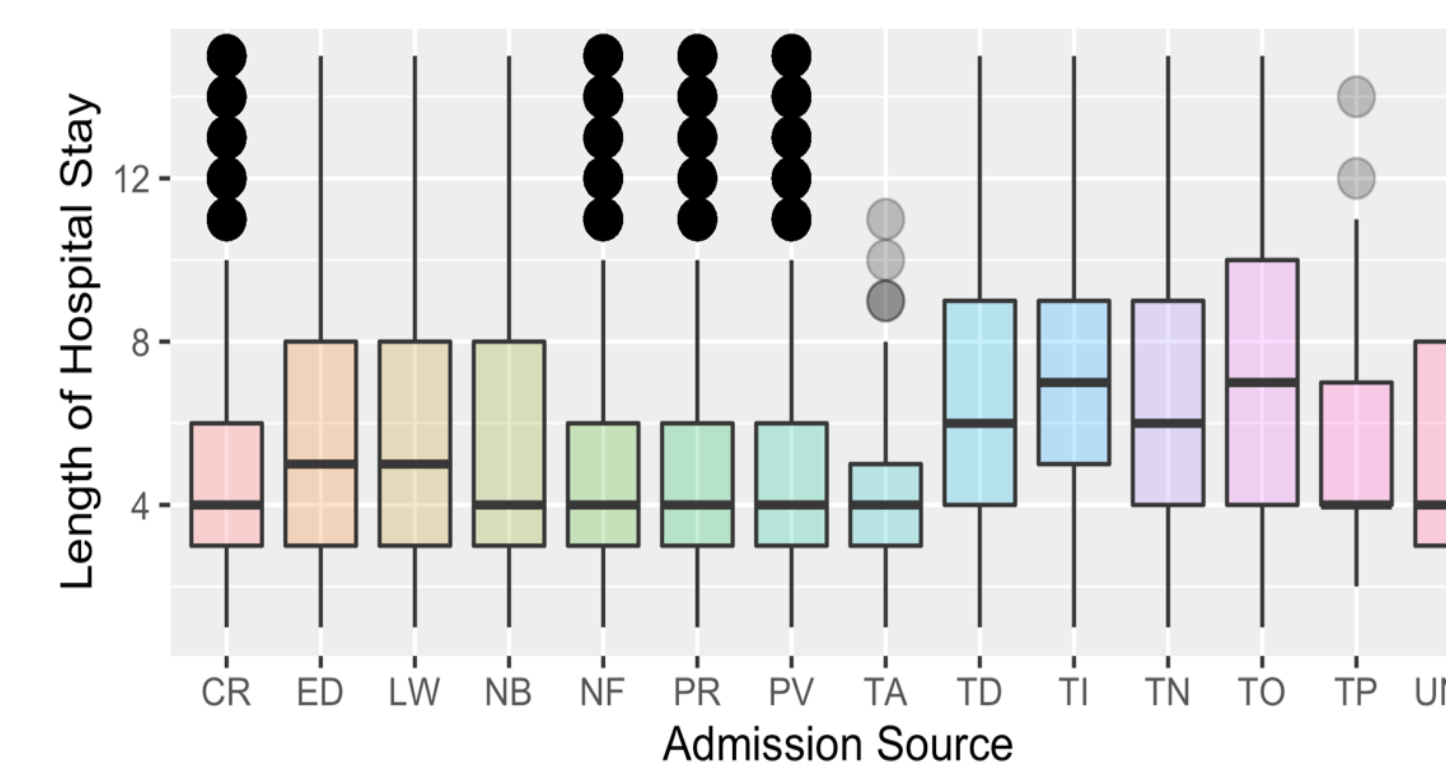 Length of Hospital Stay
12
8
4
CR ED LW NB NF PR PV TA TD TI TN TO TP
Admission Source